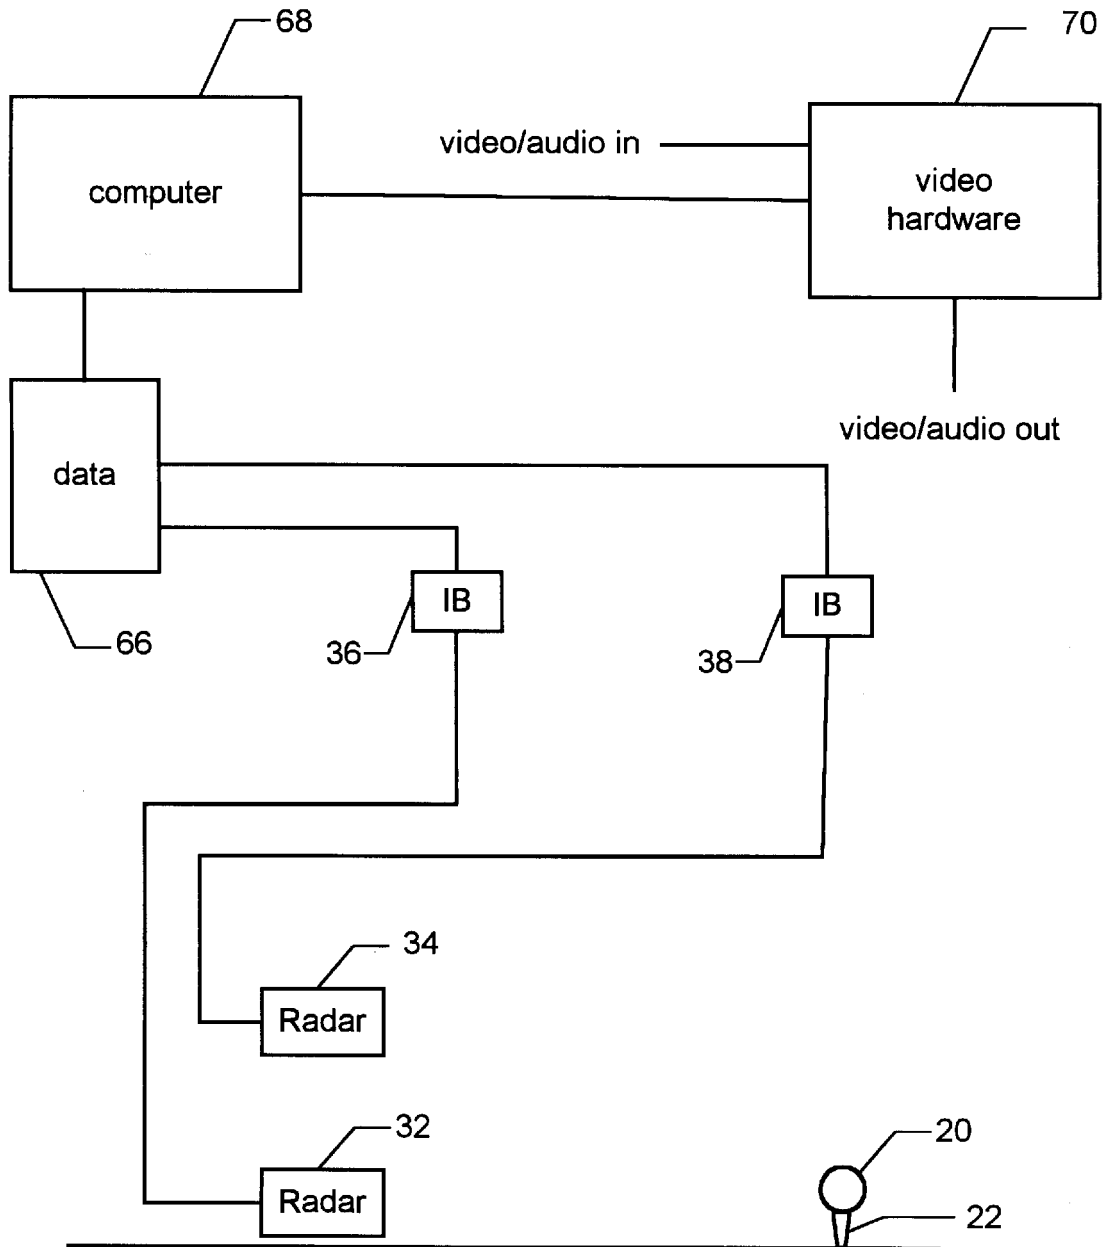 68
70
video/audio in
computer
video
hardware
video/audio out
data
IB
IB
66
36
38
34
Radar
32
Radar
20
22